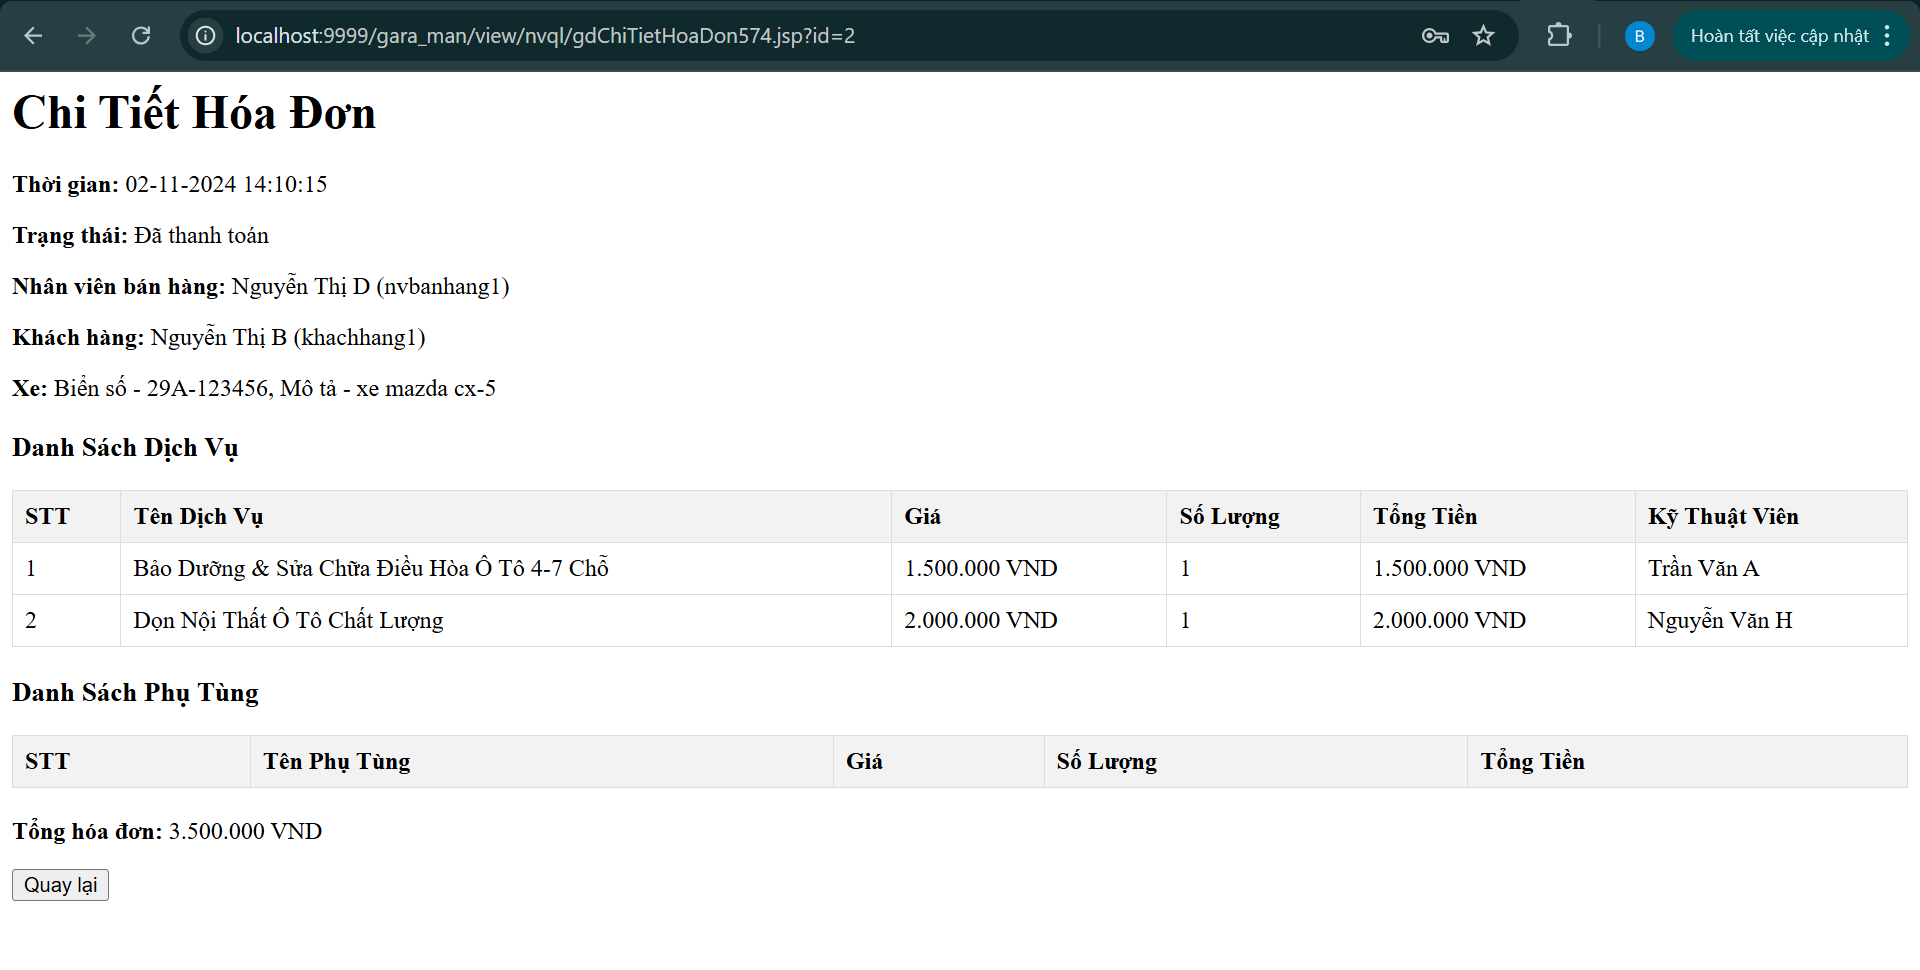 localhost:9999/gara_man/view/nvql/gdChiTietHoaDon574.jsp?id=2
B
Hoàn tất việc cập nhật
Chi Tiết Hóa Đơn
Thời gian: 02-11-2024 14:10:15
Trạng thái: Đã thanh toán
Nhân viên bán hàng: Nguyễn Thị D (nvbanhang1)
Khách hàng: Nguyễn Thị B (khachhang1)
Xe: Biển số - 29A-123456, Mô tả - xe mazda cx-5
Danh Sách Dịch Vụ
STT Tên Dịch Vụ Giá Số Lượng Tổng Tiền Kỹ Thuật Viên
1 Bảo Dưỡng & Sửa Chữa Điều Hòa Ô Tô 4-7 Chỗ 1.500.000 VND 1 1.500.000 VND Trần Văn A
2 Dọn Nội Thất Ô Tô Chất Lượng 2.000.000 VND 1 2.000.000 VND Nguyễn Văn H
Danh Sách Phụ Tùng
STT Tên Phụ Tùng Giá Số Lượng Tổng Tiền
Tổng hóa đơn: 3.500.000 VND
Quay lại